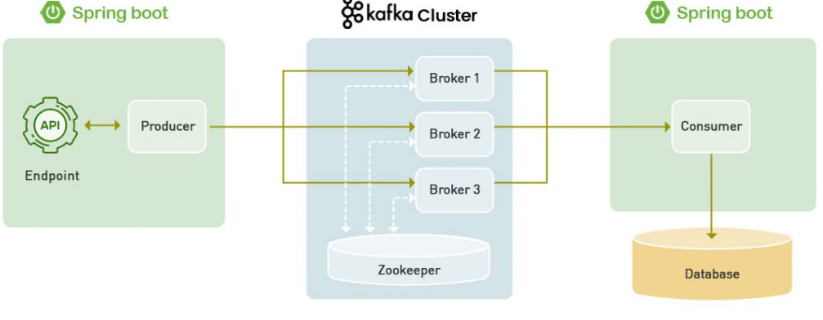 Spring boot
kafka Cluster
Spring boot
Broker 1
API
Producer
Broker 2
Consumer
Endpoint
Broker 3
Zookeeper
Database